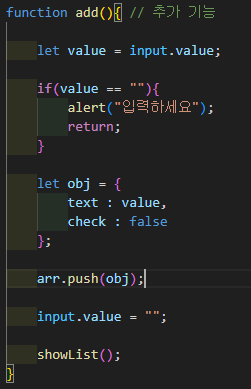 function add(){ // 추가 기능
let value = input.value;
if(value == ""){
alert("입력하세요");
return;
}
let obj = {
text : value,
check : false
};
arr.push(obj);
input.value = "";
showList();
}